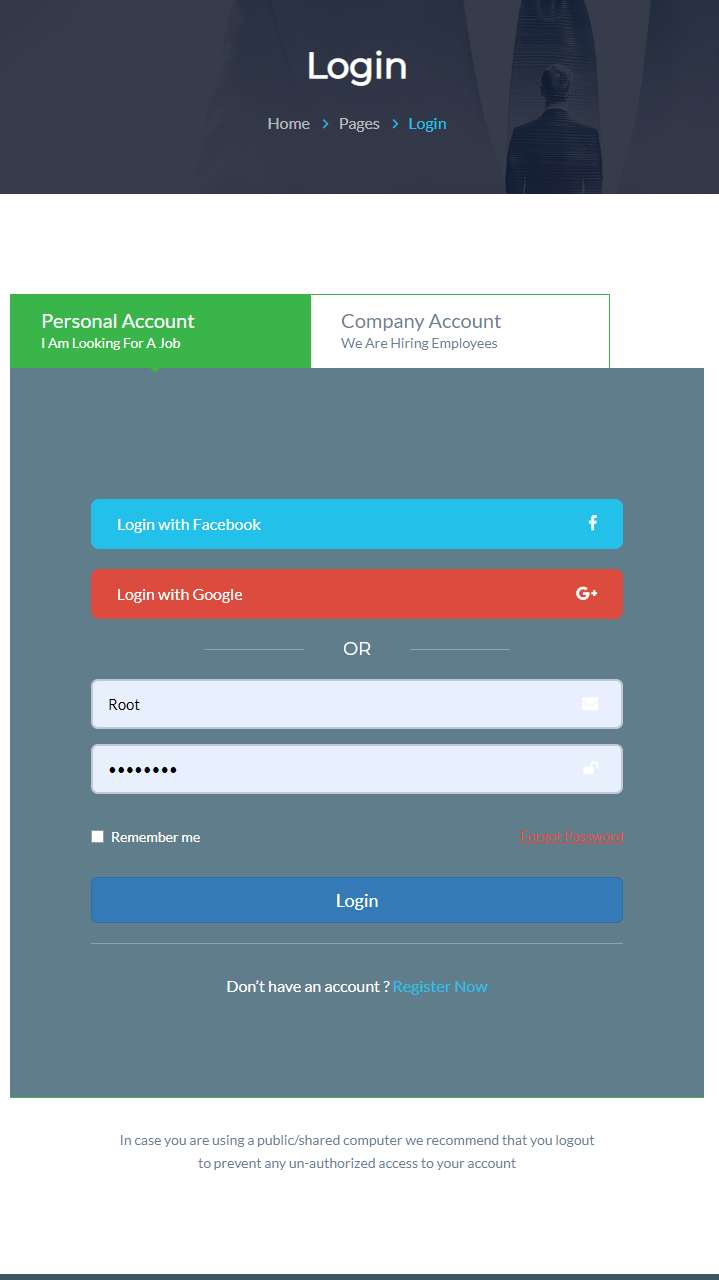 Login
Home > Pages > Login
Personal Account Company Account
I Am Looking For A Job We Are Hiring Employees
Login with Facebook f
Login with Google G+
OR
Root
••••••••
Remember me Forgot Password
Login
Don’t have an account ? Register Now
In case you are using a public/shared computer we recommend that you logout
to prevent any un-authorized access to your account